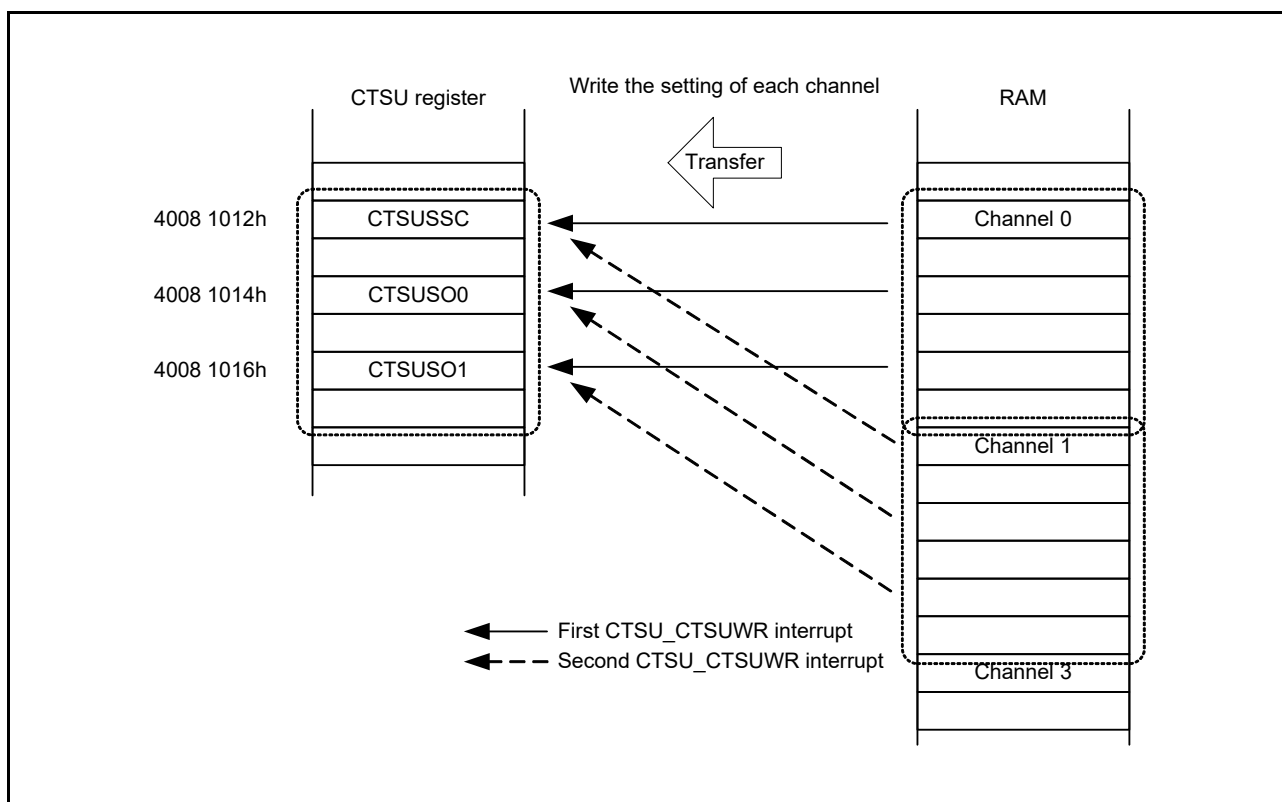 Write the setting of each channel
CTSU register
RAM
Transfer
4008 1012h
CTSUSSC
Channel 0
4008 1014h
CTSUSO0
4008 1016h
CTSUSO1
Channel 1
First CTSU_CTSUWR interrupt
Second CTSU_CTSUWR interrupt
Channel 3